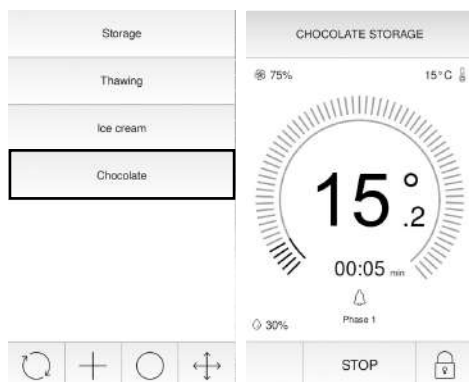 Storage
Thawing
Ice cream
Chocolate
CHOCOLATE STORAGE
75%
15°C
15°.2
00:05 min
Phase 1
30%
STOP